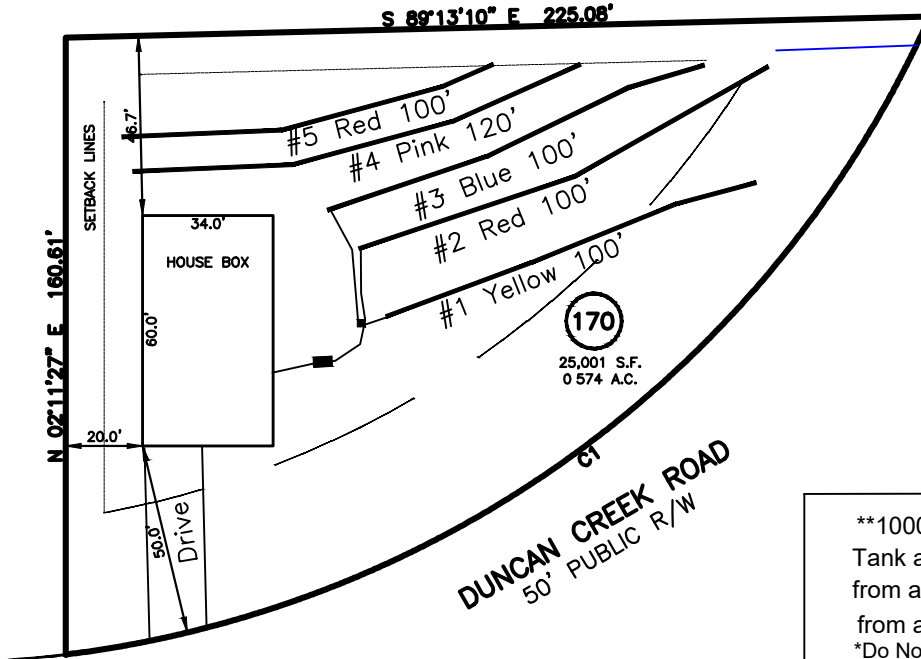 S 89°13'10" E 225.08'
46.7'
SETBACK LINES
#5 Red 100'
#4 Pink 120'
#3 Blue 100'
#2 Red 100'
#1 Yellow 100'
34.0'
HOUSE BOX
60.0'
N 02°11'27" E 160.61'
170
25,001 S.F.
0 574 A.C.
20.0'
50.0'
Drive
C1
DUNCAN CREEK ROAD
50' PUBLIC R/W
**1000
Tank a
from a
from a
*Do No